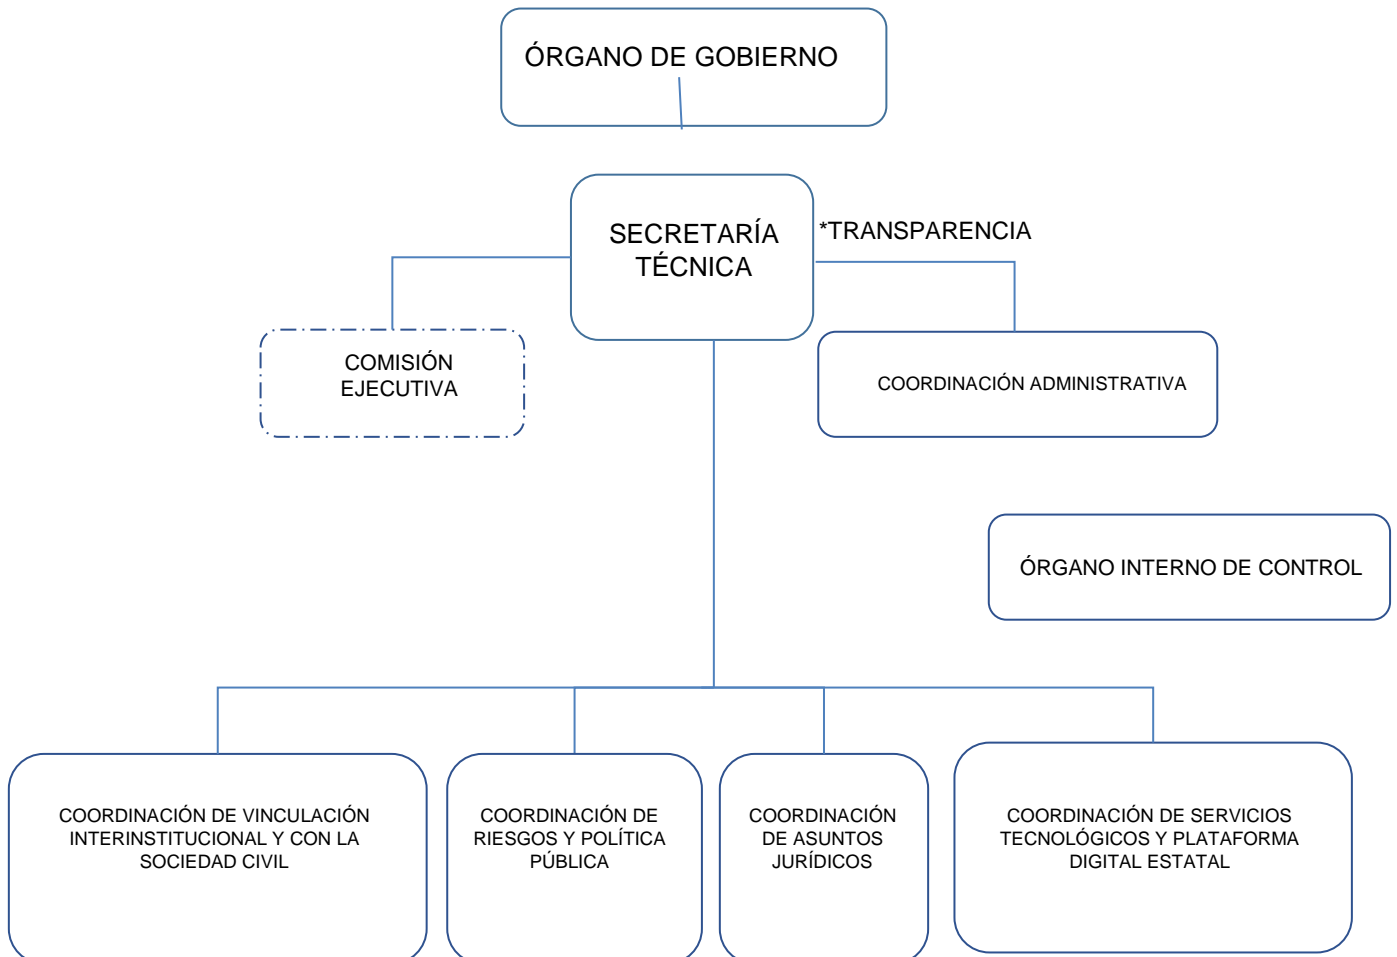 ÓRGANO DE GOBIERNO
SECRETARÍA
TÉCNICA
*TRANSPARENCIA
COMISIÓN
EJECUTIVA
COORDINACIÓN ADMINISTRATIVA
ÓRGANO INTERNO DE CONTROL
COORDINACIÓN DE VINCULACIÓN
INTERINSTITUCIONAL Y CON LA
SOCIEDAD CIVIL
COORDINACIÓN DE
RIESGOS Y POLÍTICA
PÚBLICA
COORDINACIÓN
DE ASUNTOS
JURÍDICOS
COORDINACIÓN DE SERVICIOS
TECNOLÓGICOS Y PLATAFORMA
DIGITAL ESTATAL